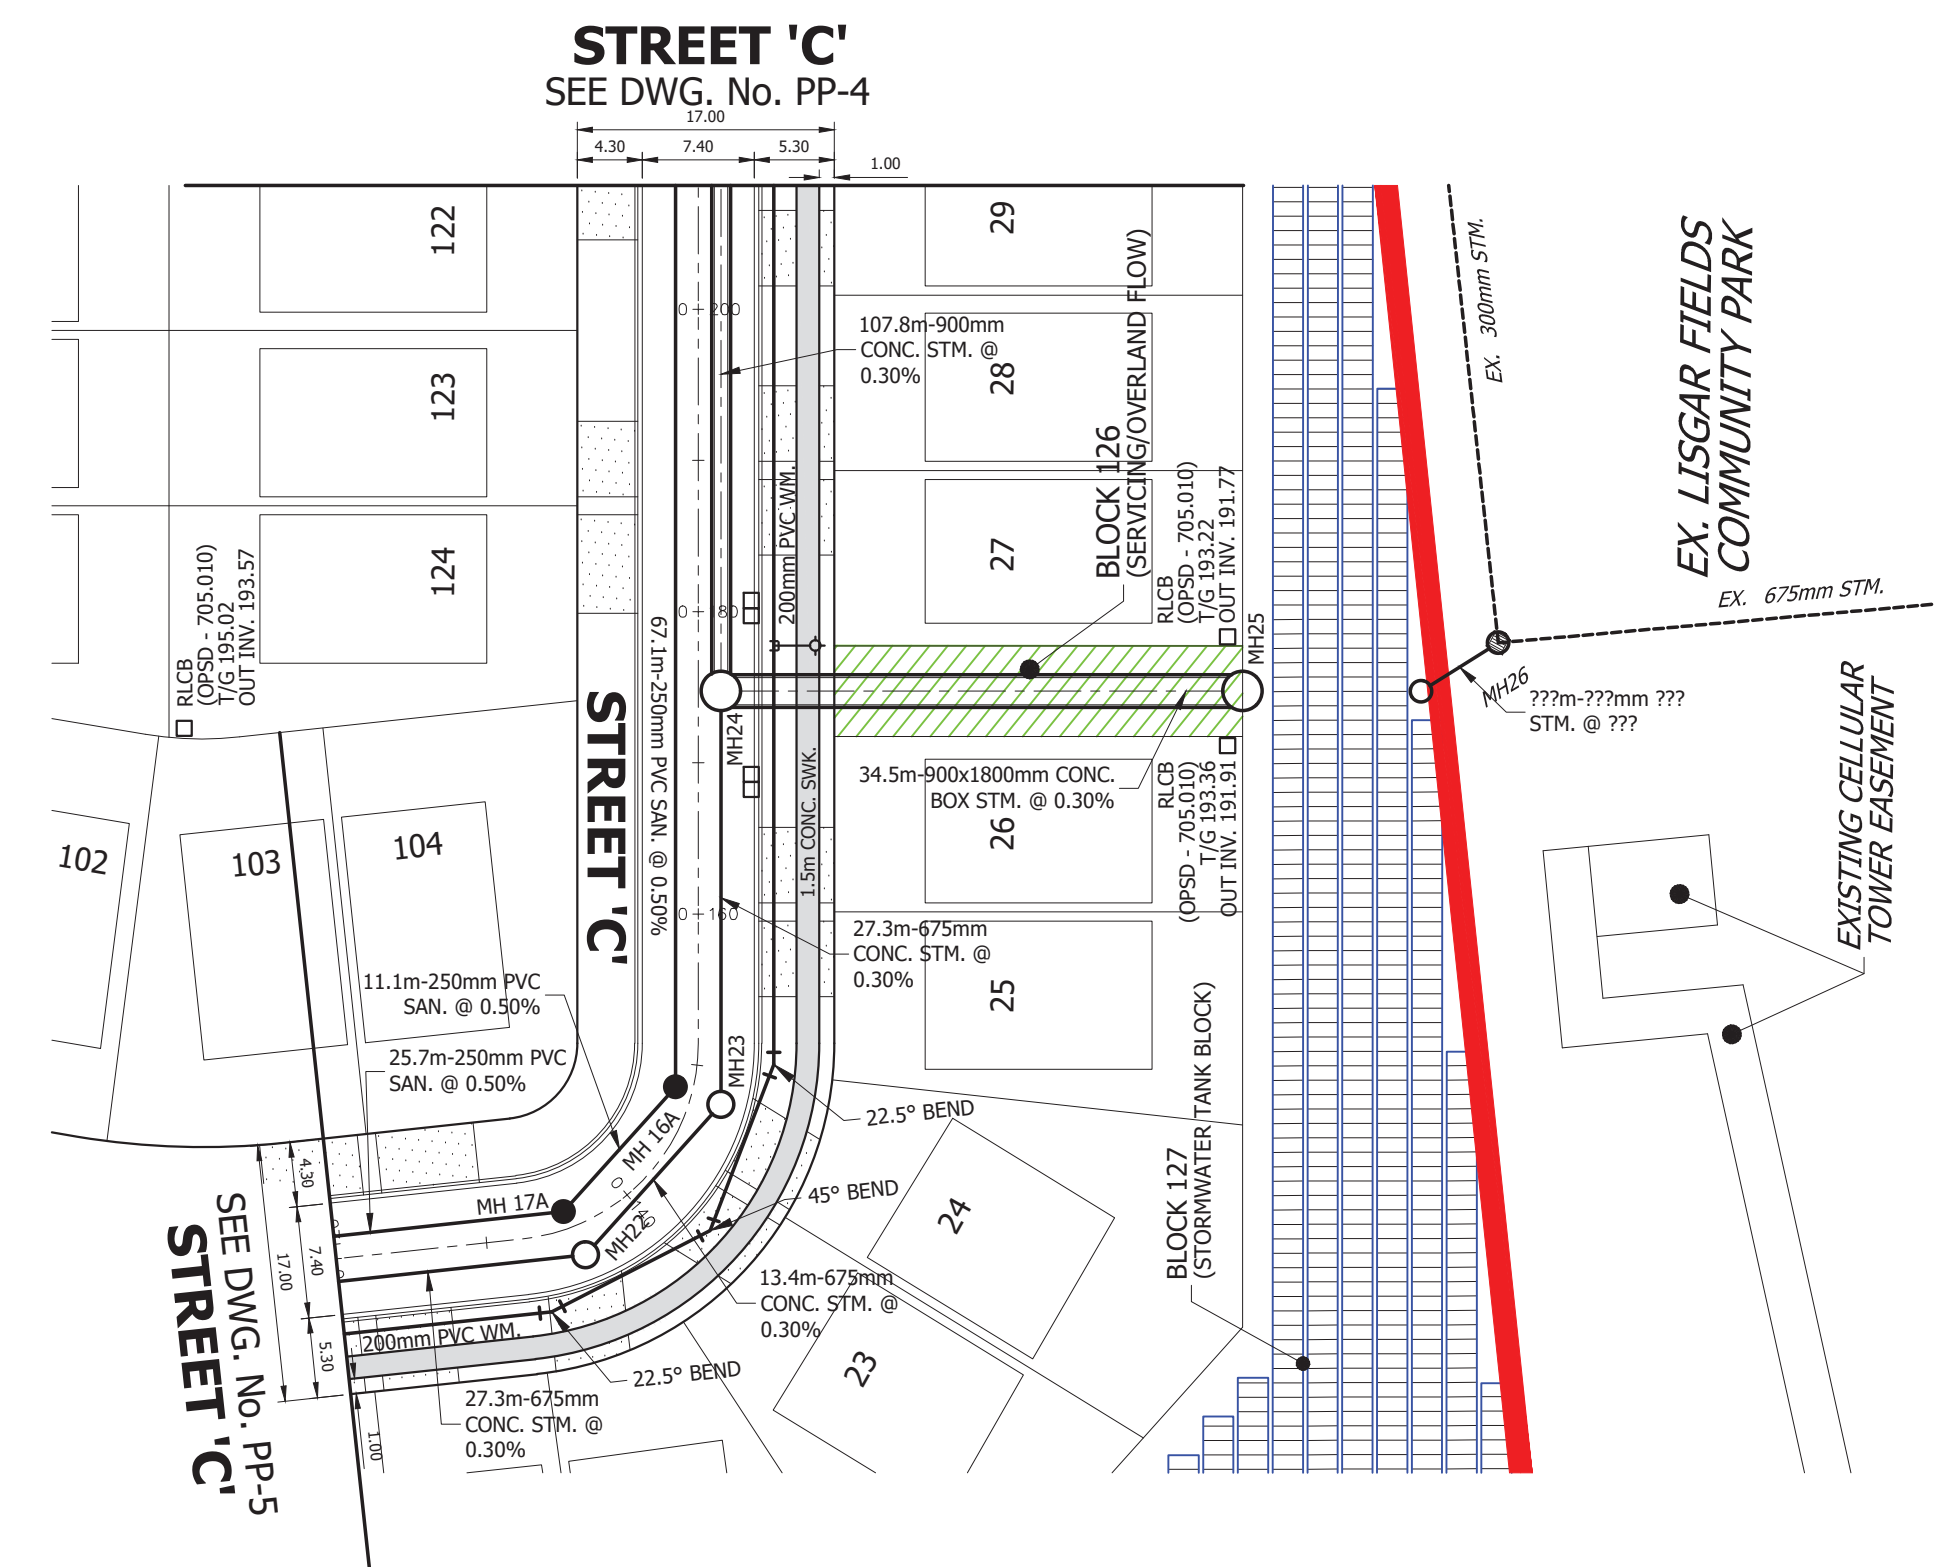 STREET 'C'
SEE DWG. No. PP-4
17.00
4.30
7.40
5.30
1.00
122
123
124
29
28
27
26
25
24
23
102
103
104
0+200
0+180
0+160
0+140
107.8m-900mm
CONC. STM. @
0.30%
BLOCK 126
(SERVICING/OVERLAND FLOW)
RLCB
(OPSD - 705.010)
T/G 193.22
OUT INV. 191.77
MH25
RLCB
(OPSD - 705.010)
T/G 195.02
OUT INV. 193.57
200mm PVC WM.
67.1m-250mm PVC SAN. @ 0.50%
STREET 'C'
MH24
1.5m CONC. SWK.
34.5m-900x1800mm CONC.
BOX STM. @ 0.30%
RLCB
(OPSD - 705.010)
T/G 193.36
OUT INV. 191.91
27.3m-675mm
CONC. STM. @
0.30%
11.1m-250mm PVC
SAN. @ 0.50%
25.7m-250mm PVC
SAN. @ 0.50%
MH23
MH 16A
MH 17A
MH22
22.5° BEND
45° BEND
13.4m-675mm
CONC. STM. @
0.30%
22.5° BEND
200mm PVC WM.
27.3m-675mm
CONC. STM. @
0.30%
4.30
7.40
17.00
5.30
1.00
SEE DWG. No. PP-5
STREET 'C'
BLOCK 127
(STORMWATER TANK BLOCK)
EX. 300mm STM.
EX. LISGAR FIELDS
COMMUNITY PARK
EX. 675mm STM.
MH26
???m-???mm ???
STM. @ ???
EXISTING CELLULAR
TOWER EASEMENT